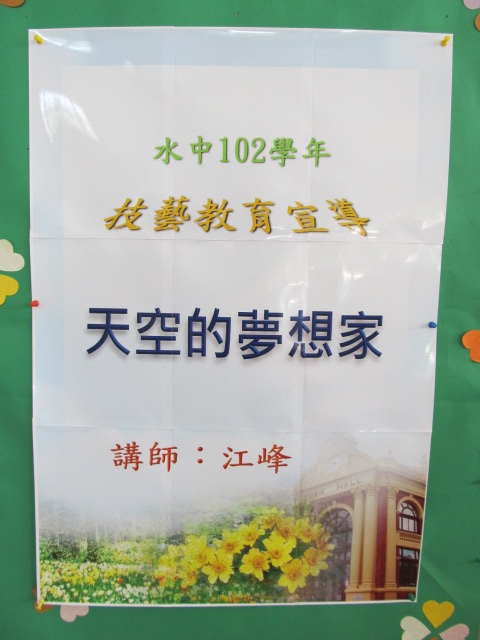 水中102學年
技藝教育宣導
天空的夢想家
講師：江峰
HALL